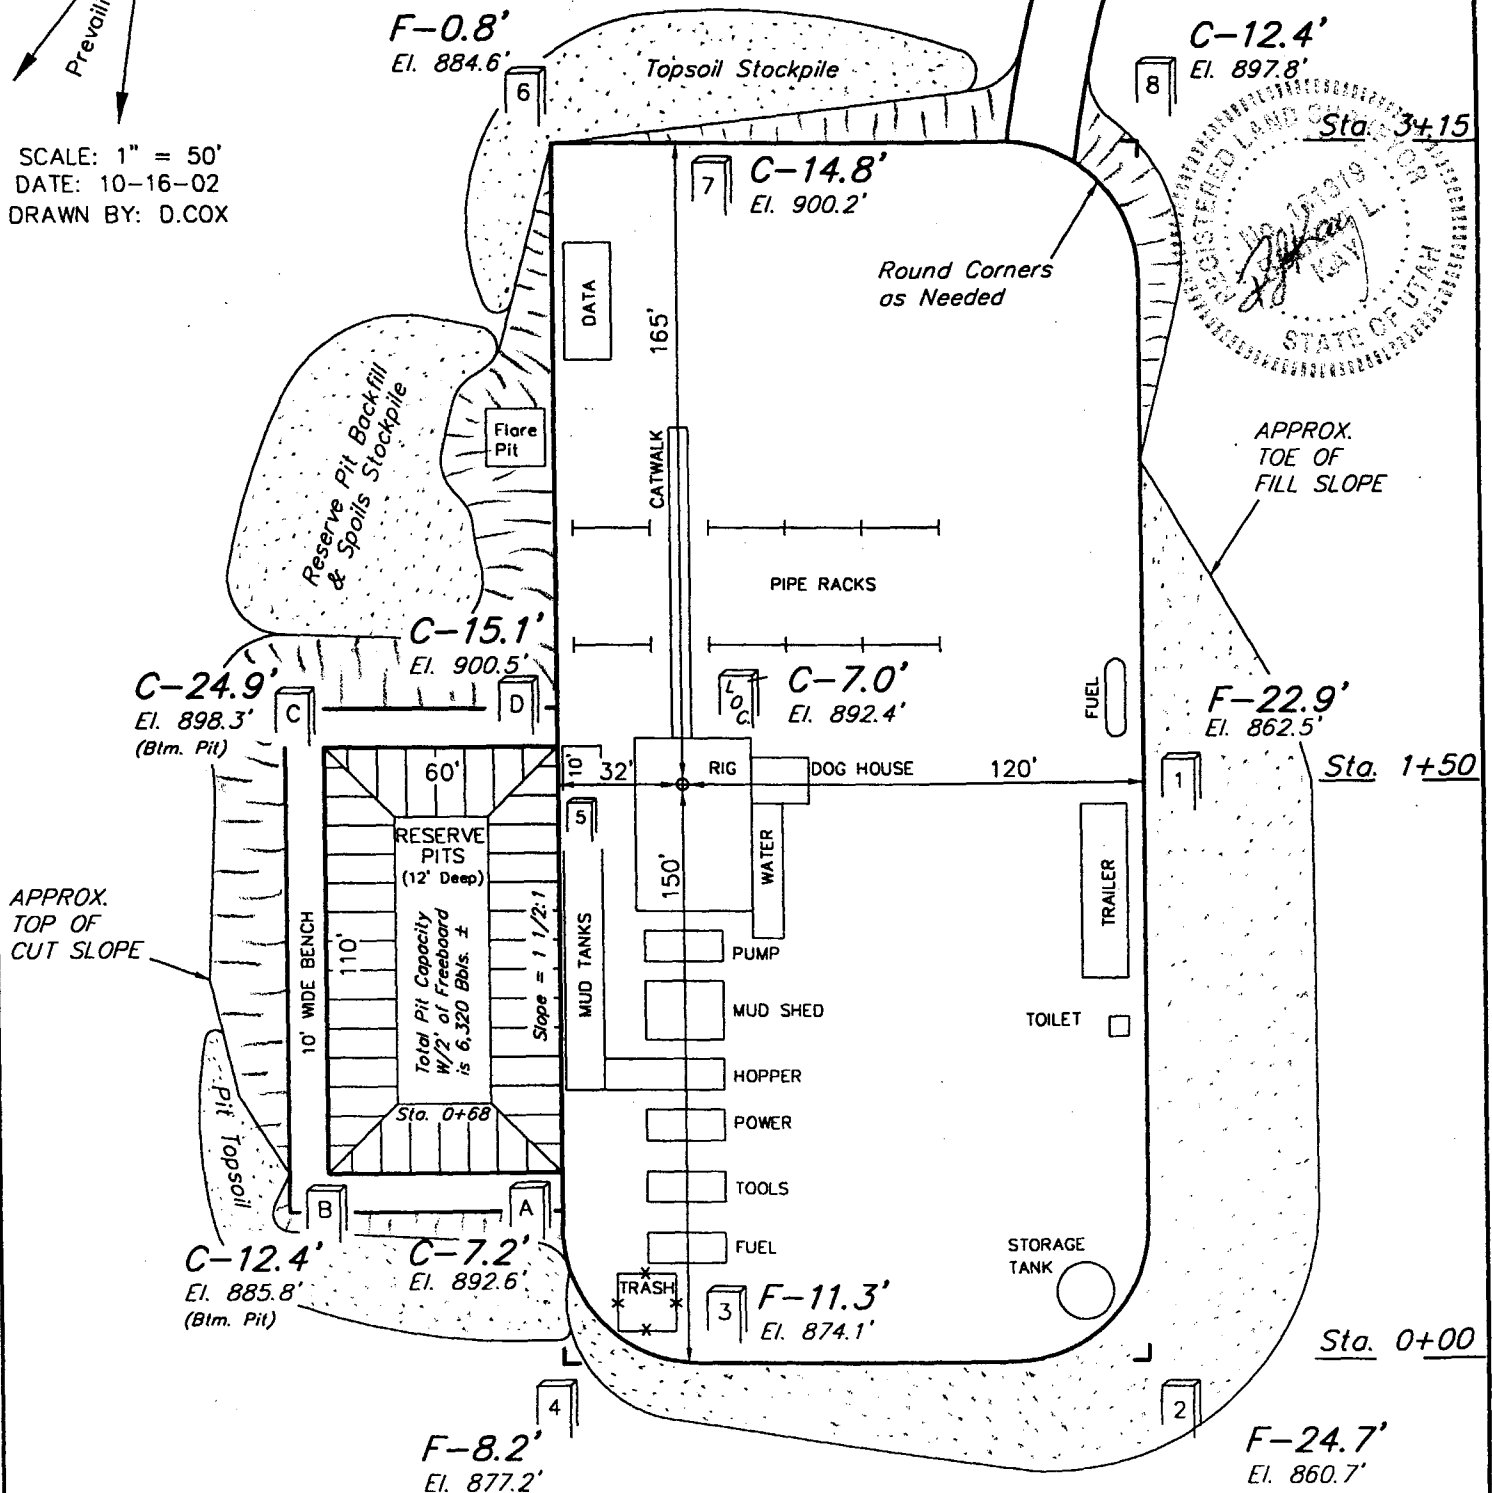 Prevaili
SCALE: 1" = 50'
DATE: 10-16-02
DRAWN BY: D.COX
F-0.8'
El. 884.6'
6
Topsoil Stockpile
C-12.4'
El. 897.8'
8
Sta. 3+15
REGISTERED LAND
KAY
STATE OF UTAH
7
C-14.8'
El. 900.2'
Round Corners
as Needed
DATA
165'
Reserve Pit Backfill
& Spoils Stockpile
Flare
Pit
CATWALK
APPROX.
TOE OF
FILL SLOPE
PIPE RACKS
C-15.1'
El. 900.5'
D
C-24.9'
El. 898.3'
(Btm. Pit)
C
LOC.
C-7.0'
El. 892.4'
FUEL
F-22.9'
El. 862.5'
1
Sta. 1+50
60'
10'
32'
RIG
DOG HOUSE
120'
5
RESERVE
PITS
(12' Deep)
150'
WATER
TRAILER
APPROX.
TOP OF
CUT SLOPE
10' WIDE BENCH
110'
Total Pit Capacity
W/2' of Freeboard
is 6,320 Bbls. ±
Slope = 1 1/2:1
MUD TANKS
PUMP
MUD SHED
TOILET
HOPPER
Sta. 0+68
POWER
Pit Topsoil
TOOLS
B
A
FUEL
STORAGE
TANK
C-12.4'
El. 885.8'
(Btm. Pit)
C-7.2'
El. 892.6'
TRASH
3
F-11.3'
El. 874.1'
Sta. 0+00
4
F-8.2'
El. 877.2'
2
F-24.7'
El. 860.7'